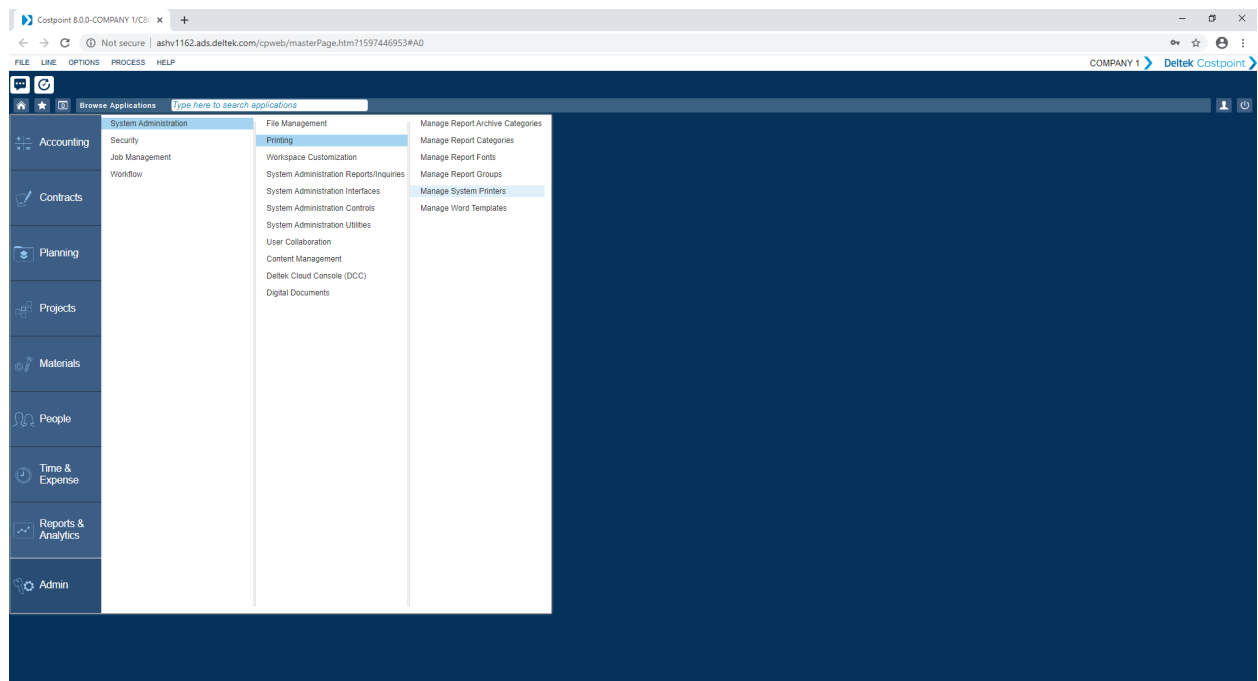 Costpoint 8.0.0-COMPANY 1/C80
Not secure | ashv1162.ads.deltek.com/cpweb/masterPage.htm?1597446953#A0
FILE LINE OPTIONS PROCESS HELP
COMPANY 1 Deltek Costpoint
Browse Applications Type here to search applications
Accounting
Contracts
Planning
Projects
Materials
People
Time &
Expense
Reports &
Analytics
Admin
System Administration
Security
Job Management
Workflow
File Management
Printing
Workspace Customization
System Administration Reports/Inquiries
System Administration Interfaces
System Administration Controls
System Administration Utilities
User Collaboration
Content Management
Deltek Cloud Console (DCC)
Digital Documents
Manage Report Archive Categories
Manage Report Categories
Manage Report Fonts
Manage Report Groups
Manage System Printers
Manage Word Templates